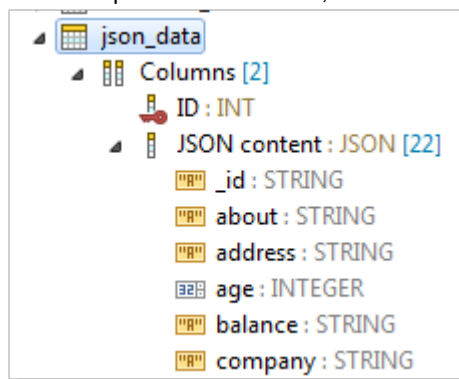 json_data
Columns [2]
ID : INT
JSON content : JSON [22]
"A" _id : STRING
"A" about : STRING
"A" address : STRING
32 age : INTEGER
"A" balance : STRING
"A" company : STRING